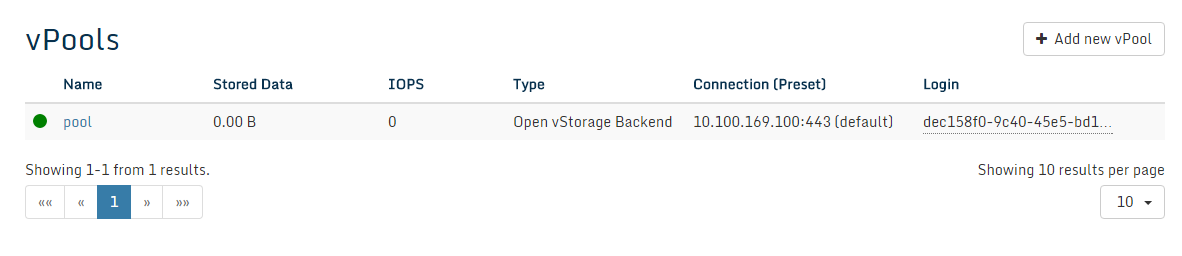 vPools
+ Add new vPool
Name Stored Data IOPS Type Connection (Preset) Login
pool 0.00 B 0 Open vStorage Backend 10.100.169.100:443 (default) dec158f0-9c40-45e5-bd1...
Showing 1-1 from 1 results. Showing 10 results per page
«« « 1 » »» 10